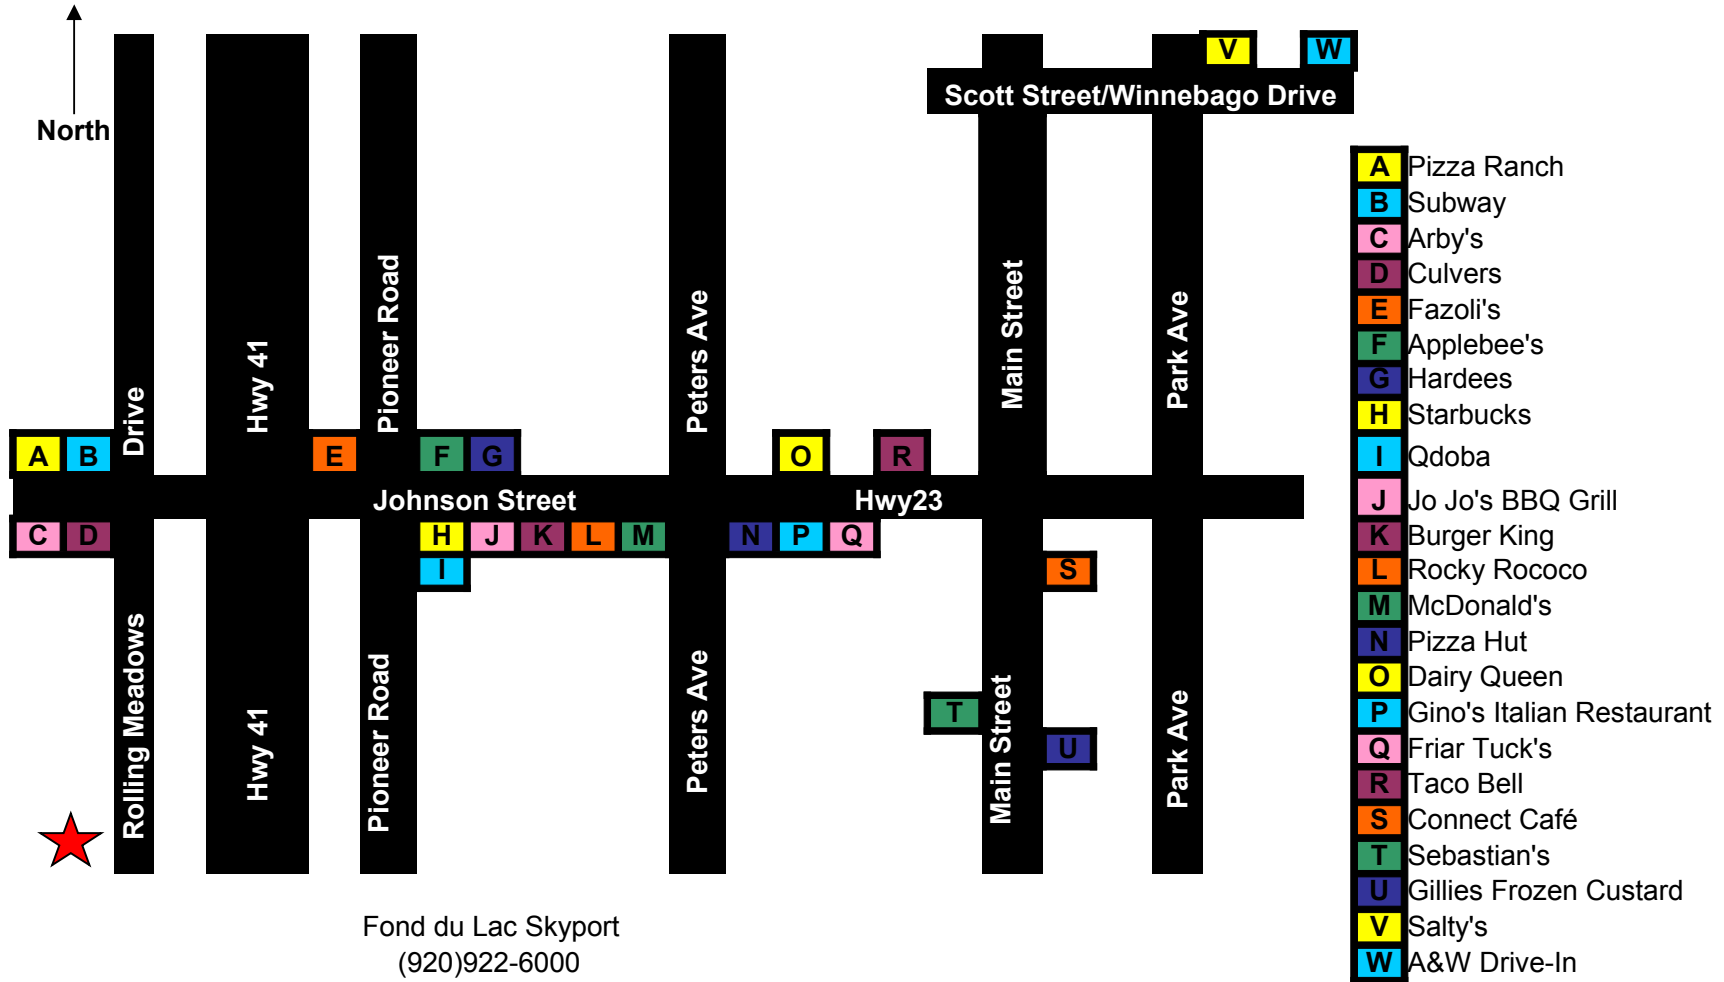 North
V
W
Scott Street/Winnebago Drive
Drive
Hwy 41
Pioneer Road
Peters Ave
Main Street
Park Ave
A
B
E
F
G
O
R
Johnson Street
Hwy23
C
D
H
J
K
L
M
N
P
Q
I
S
T
U
Rolling Meadows
Hwy 41
Pioneer Road
Peters Ave
Main Street
Park Ave
Fond du Lac Skyport
(920)922-6000
A Pizza Ranch
B Subway
C Arby's
D Culvers
E Fazoli's
F Applebee's
G Hardees
H Starbucks
I Qdoba
J Jo Jo's BBQ Grill
K Burger King
L Rocky Rococo
M McDonald's
N Pizza Hut
O Dairy Queen
P Gino's Italian Restaurant
Q Friar Tuck's
R Taco Bell
S Connect Café
T Sebastian's
U Gillies Frozen Custard
V Salty's
W A&W Drive-In